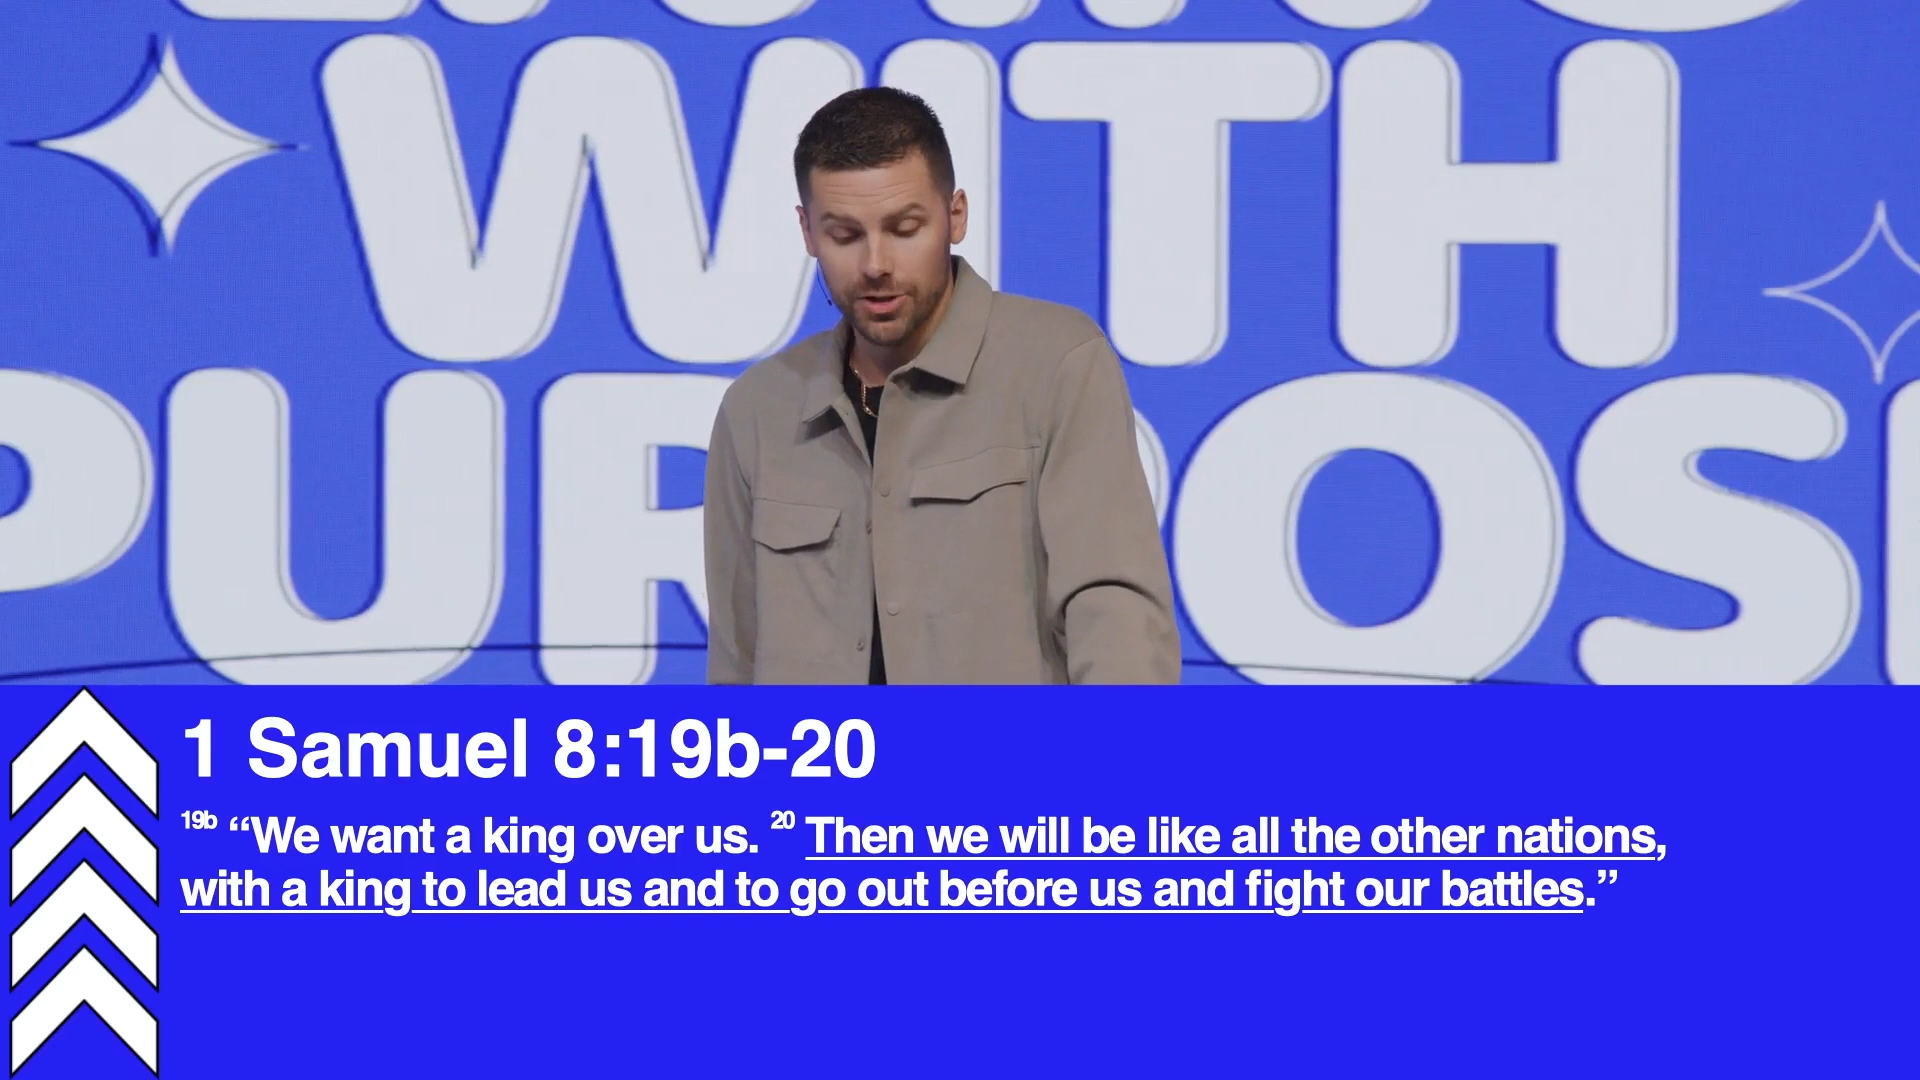 WITH
PURPOSE
1 Samuel 8:19b-20
19b “We want a king over us. 20 Then we will be like all the other nations,
with a king to lead us and to go out before us and fight our battles.”